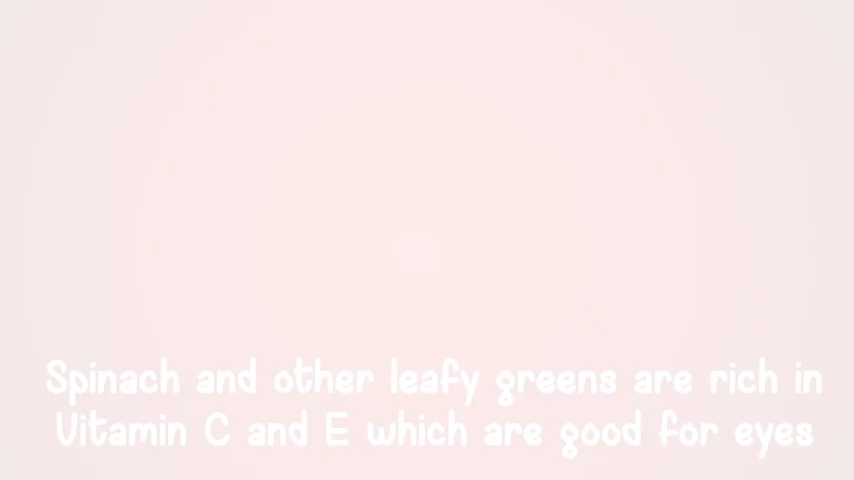 Spinach and other leafy greens are rich in
Vitamin C and E which are good for eyes